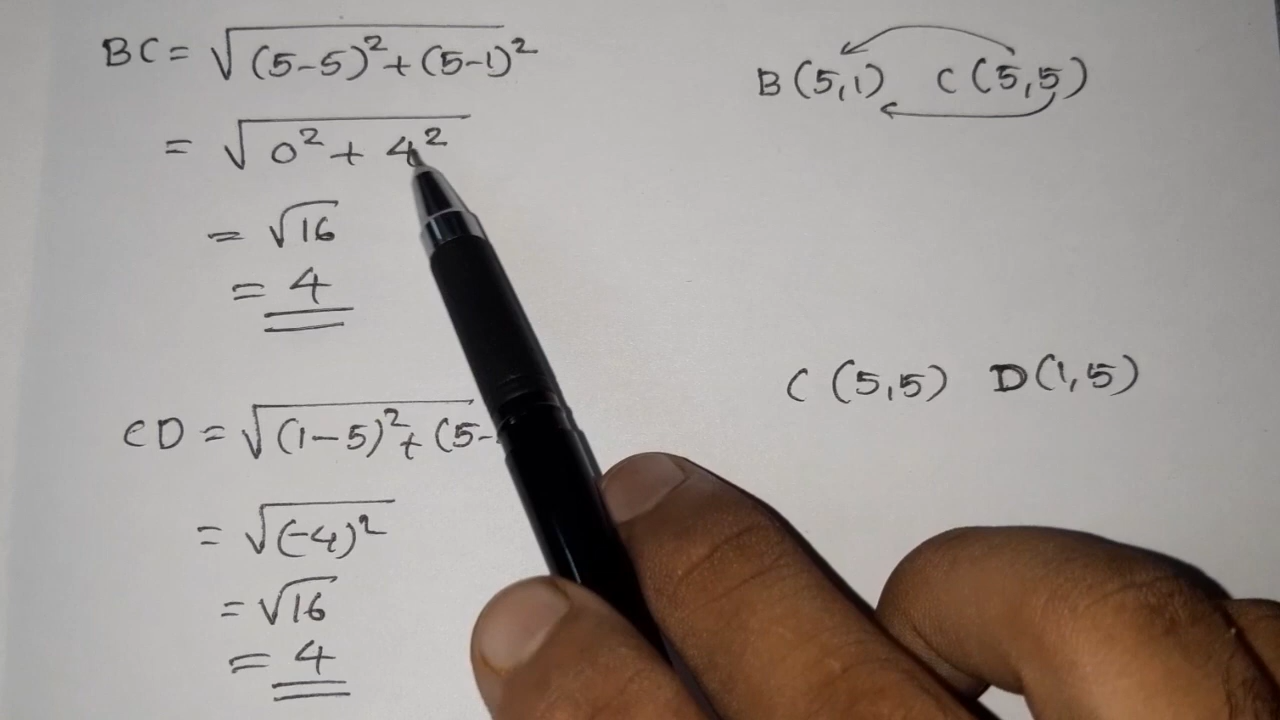 BC = √(5-5)² + (5-1)²
B(5,1) C(5,5)
= √0² + 4²
= √16
= 4
C(5,5) D(1,5)
CD = √(1-5)² + (5-
= √(-4)²
= √16
= 4